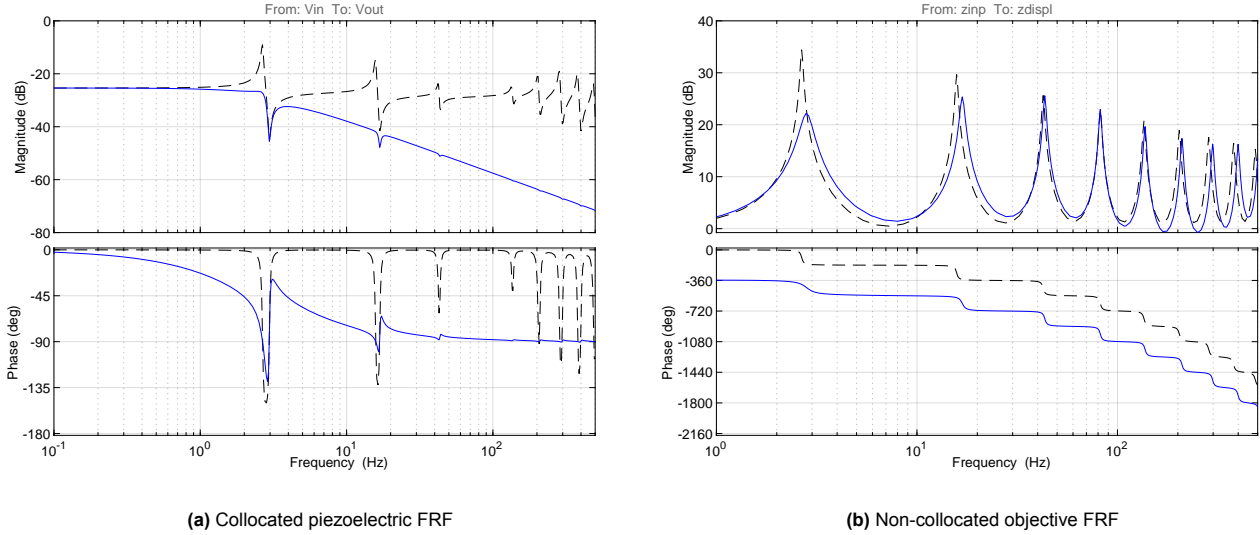 From: Vin To: Vout
0
-20
-40
-60
-80
Magnitude (dB)
0
-45
-90
-135
-180
Phase (deg)
10^-1
10^0
10^1
10^2
Frequency (Hz)
(a) Collocated piezoelectric FRF
From: zinp To: zdispl
40
30
20
10
0
Magnitude (dB)
0
-360
-720
-1080
-1440
-1800
-2160
Phase (deg)
10^0
10^1
10^2
Frequency (Hz)
(b) Non-collocated objective FRF